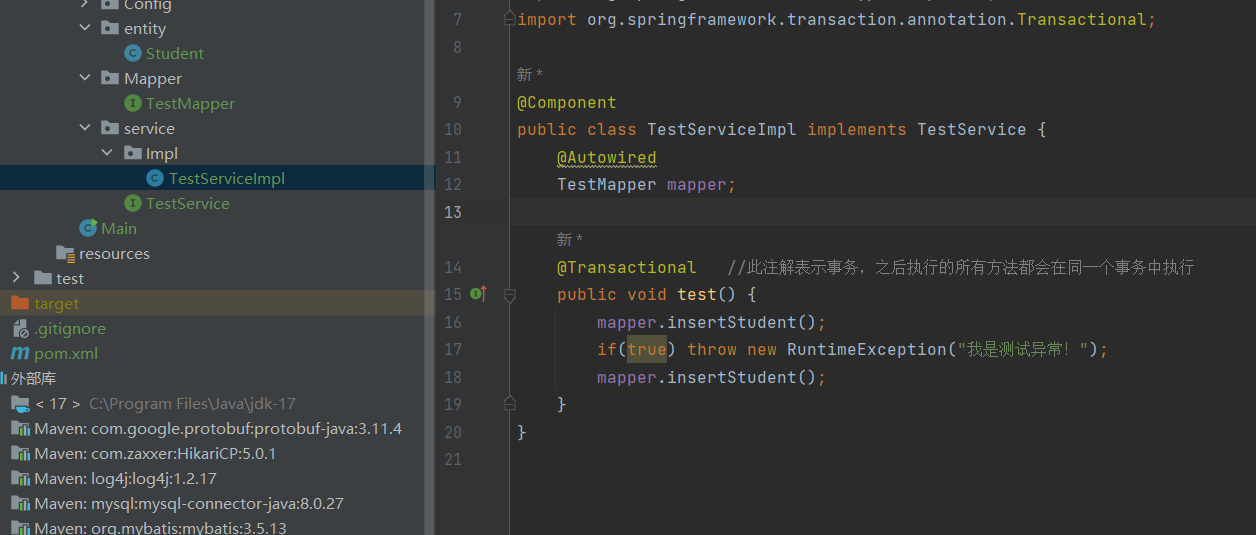 Config
entity
Student
Mapper
TestMapper
service
Impl
TestServiceImpl
TestService
Main
resources
test
target
.gitignore
pom.xml
外部库
< 17 > C:\Program Files\Java\jdk-17
Maven: com.google.protobuf:protobuf-java:3.11.4
Maven: com.zaxxer:HikariCP:5.0.1
Maven: log4j:log4j:1.2.17
Maven: mysql:mysql-connector-java:8.0.27
Maven: org.mybatis:mybatis:3.5.13
7 import org.springframework.transaction.annotation.Transactional;
8
新 *
9 @Component
10 public class TestServiceImpl implements TestService {
11 @Autowired
12 TestMapper mapper;
13
新 *
14 @Transactional //此注解表示事务，之后执行的所有方法都会在同一个事务中执行
15 public void test() {
16 mapper.insertStudent();
17 if(true) throw new RuntimeException("我是测试异常！");
18 mapper.insertStudent();
19 }
20 }
21